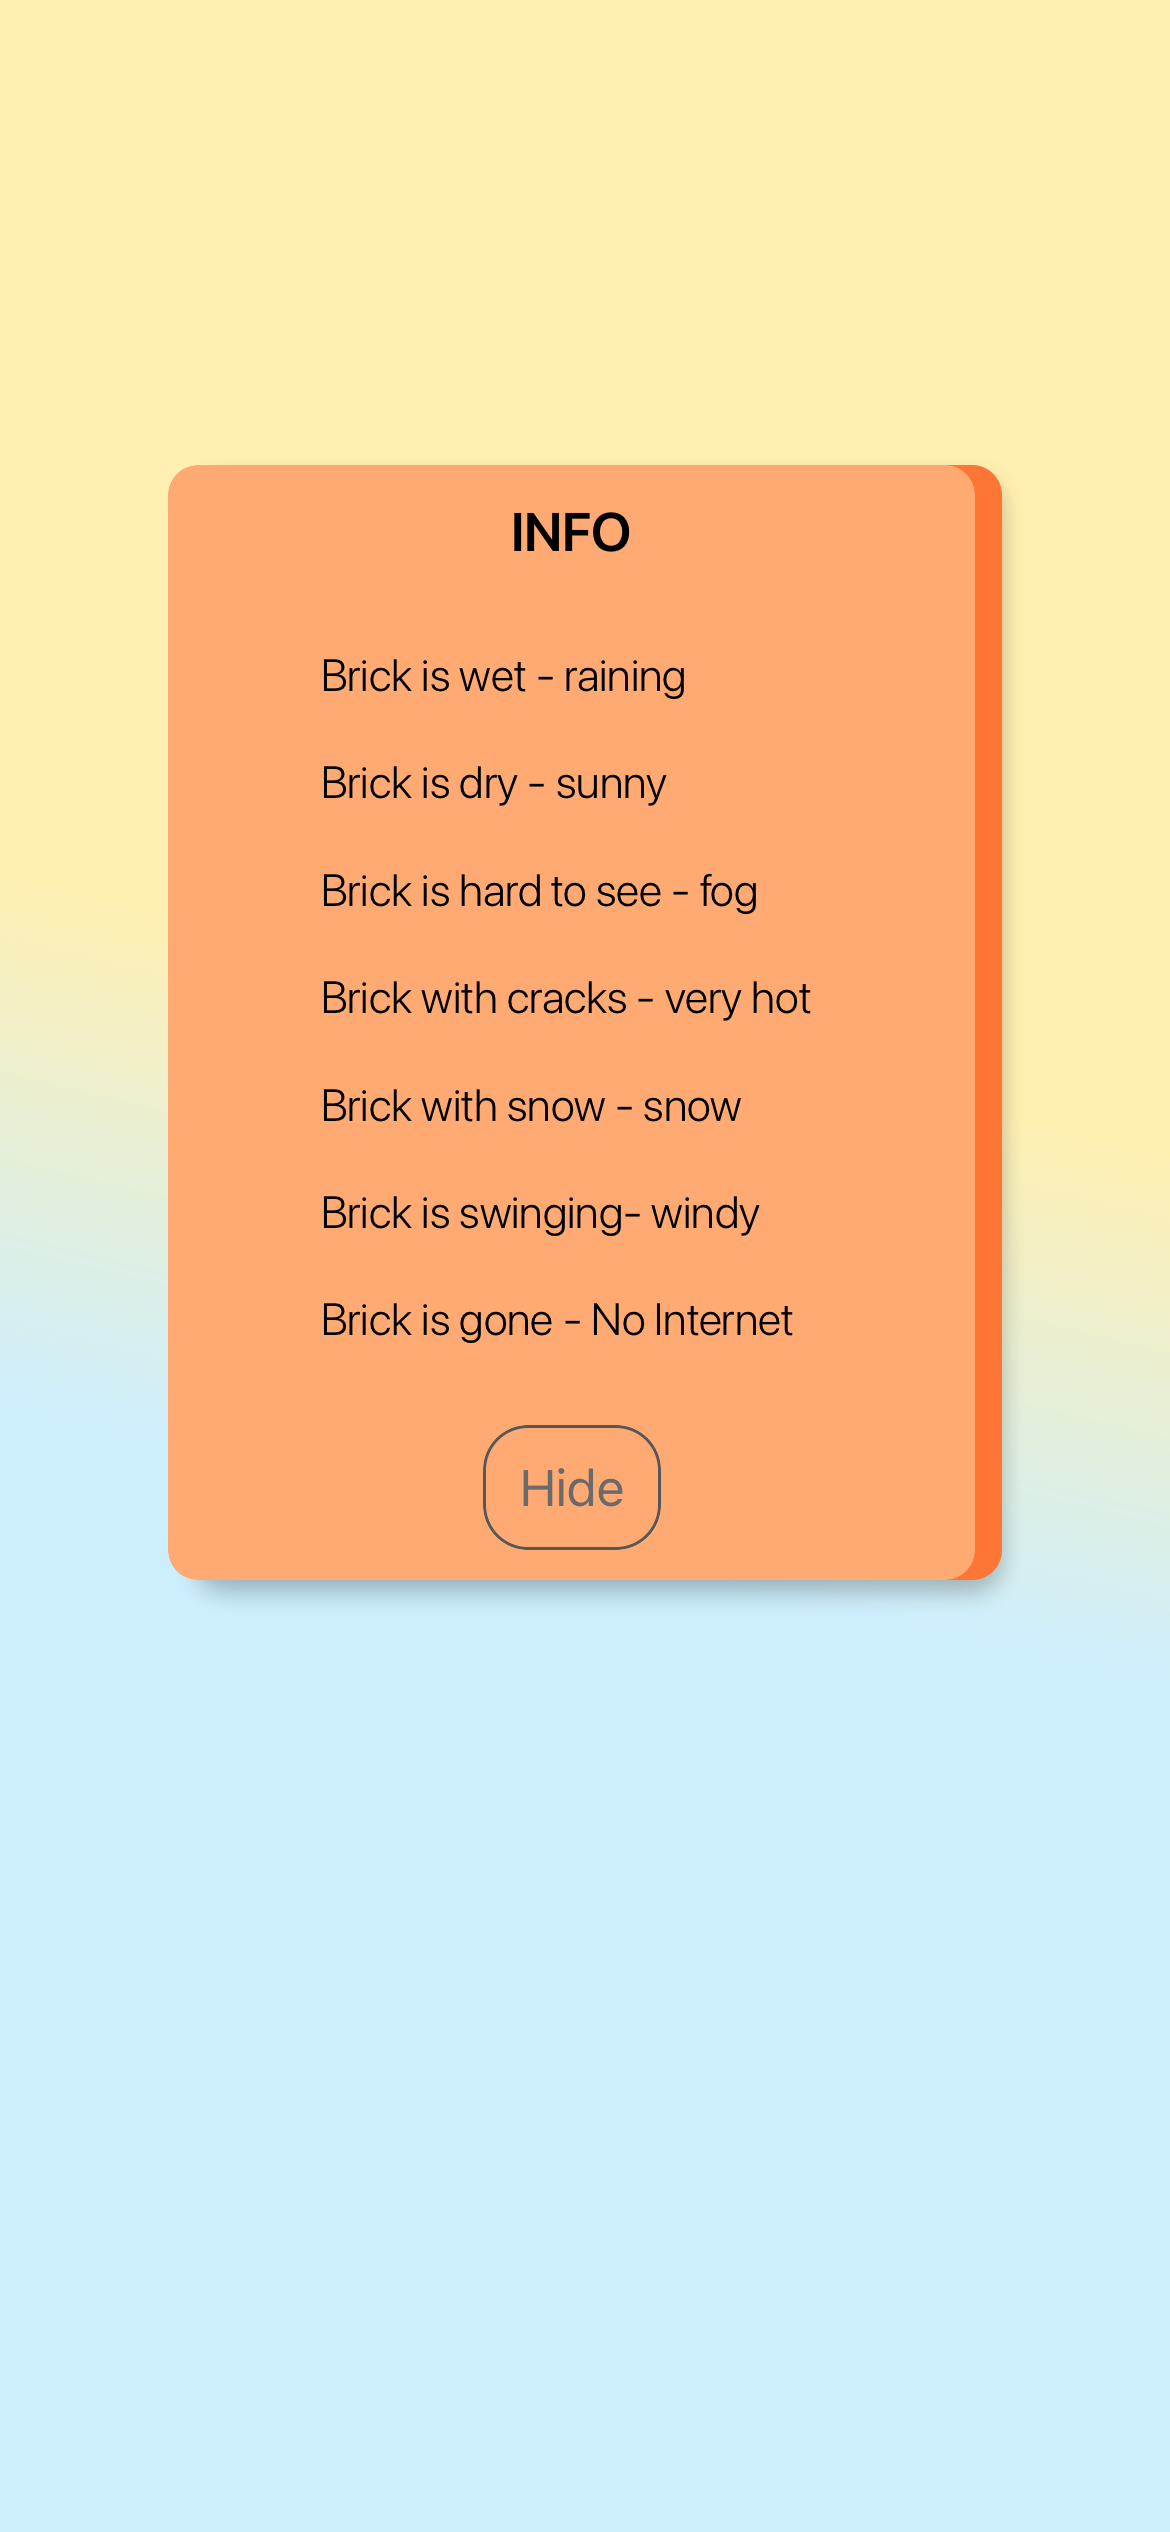 INFO
Brick is wet - raining
Brick is dry - sunny
Brick is hard to see - fog
Brick with cracks - very hot
Brick with snow - snow
Brick is swinging- windy
Brick is gone - No Internet
Hide